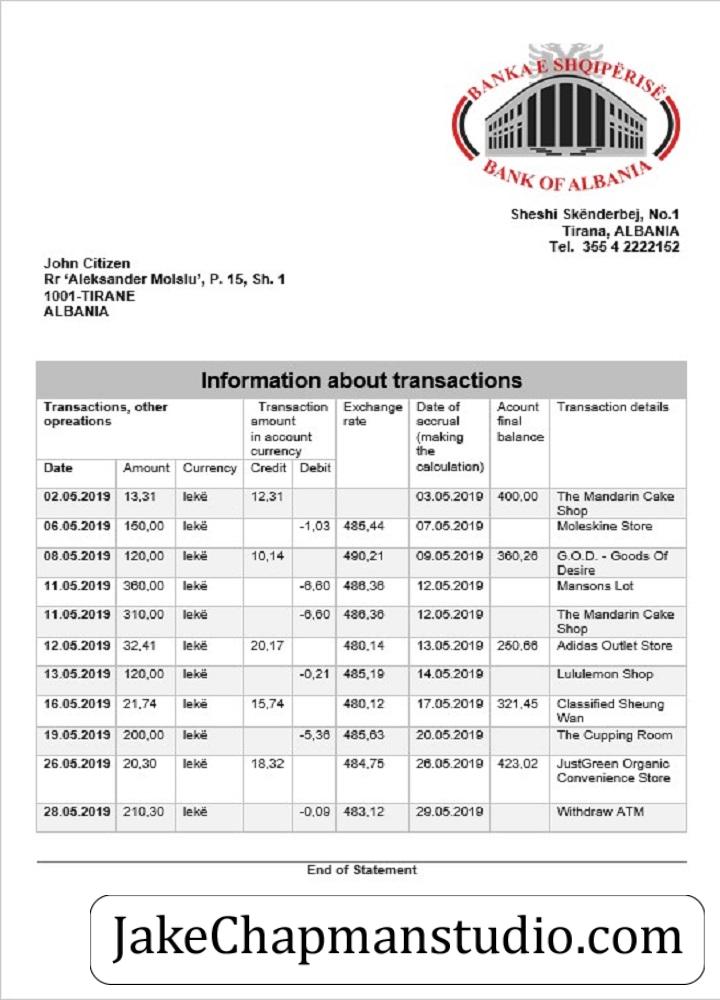 BANKA E SHQIPËRISË
BANK OF ALBANIA
Sheshi Skënderbej, No.1
Tirana, ALBANIA
Tel. 355 4 2222152
John Citizen
Rr ‘Aleksander Moisiu’, P. 15, Sh. 1
1001-TIRANE
ALBANIA
Information about transactions
Transactions, other opreations Transaction amount in account currency Exchange rate Date of accrual (making the calculation) Acount final balance Transaction details
Date Amount Currency Credit Debit
02.05.2019 13,31 lekë 12,31 03.05.2019 400,00 The Mandarin Cake
Shop
06.05.2019 150,00 lekë -1,03 485,44 07.05.2019 Moleskine Store
08.05.2019 120,00 lekë 10,14 490,21 09.05.2019 360,26 G.O.D. - Goods Of
Desire
11.05.2019 360,00 lekë -6,60 486,36 12.05.2019 Mansons Lot
11.05.2019 310,00 lekë -6,60 486,36 12.05.2019 The Mandarin Cake
Shop
12.05.2019 32,41 lekë 20,17 480,14 13.05.2019 250,66 Adidas Outlet Store
13.05.2019 120,00 lekë -0,21 485,19 14.05.2019 Lululemon Shop
16.05.2019 21,74 lekë 15,74 480,12 17.05.2019 321,45 Classified Sheung
Wan
19.05.2019 200,00 lekë -5,36 485,63 20.05.2019 The Cupping Room
26.05.2019 20,30 lekë 18,32 484,75 26.05.2019 423,02 JustGreen Organic
Convenience Store
28.05.2019 210,30 lekë -0,09 483,12 29.05.2019 Withdraw ATM
End of Statement
JakeChapmanstudio.com